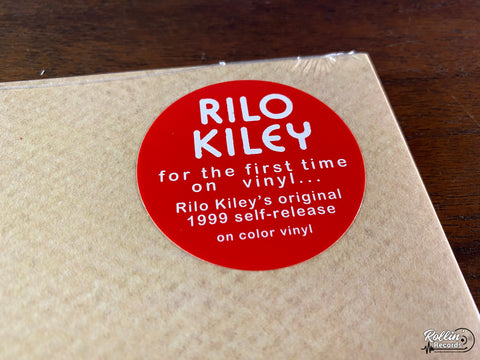 RILO
KILEY
for the first time
on vinyl...
Rilo Kiley's original
1999 self-release
on color vinyl
Rollin
Records